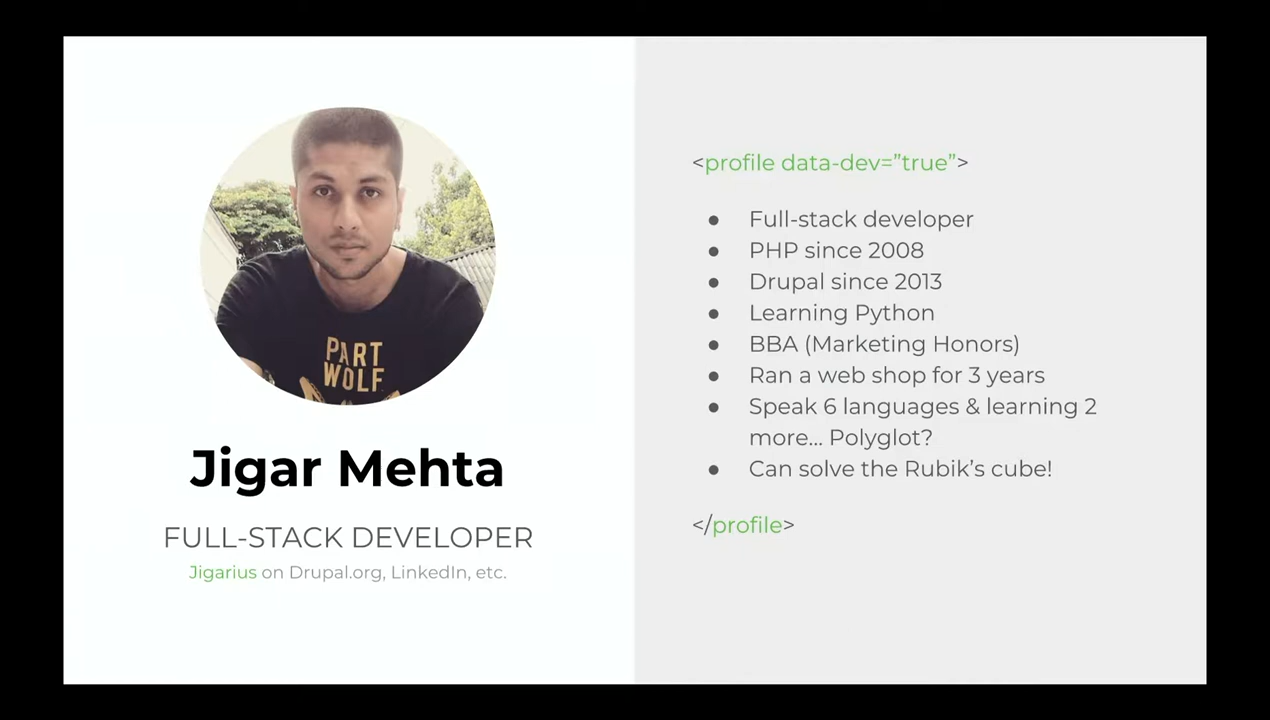 PART
WOLF
Jigar Mehta
FULL-STACK DEVELOPER
Jigarius on Drupal.org, LinkedIn, etc.
<profile data-dev=”true”>
● Full-stack developer
● PHP since 2008
● Drupal since 2013
● Learning Python
● BBA (Marketing Honors)
● Ran a web shop for 3 years
● Speak 6 languages & learning 2
more... Polyglot?
● Can solve the Rubik’s cube!
</profile>